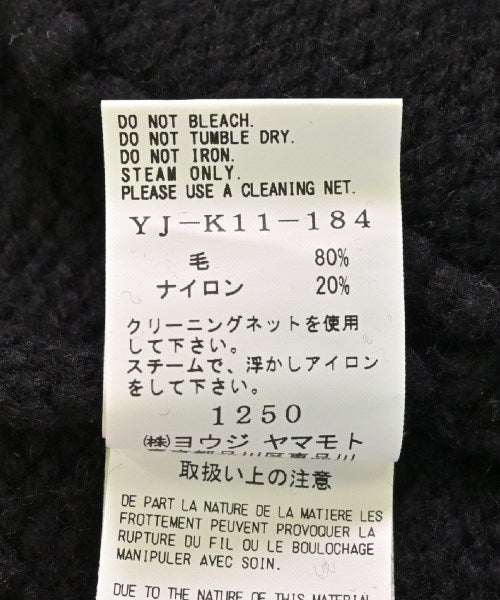 DO NOT BLEACH.
DO NOT TUMBLE DRY.
DO NOT IRON.
STEAM ONLY.
PLEASE USE A CLEANING NET.
YJ-K11-184
毛 80%
ナイロン 20%
クリーニングネットを使用
して下さい。
スチームで、浮かしアイロン
をして下さい。
1250
㈱ヨウジ ヤマモト
取扱い上の注意
DE PART LA NATURE DE LA MATIERE LES
FROTTEMENT PEUVENT PROVOQUER LA
RUPTURE DU FIL OU LE BOULOCHAGE
MANIPULER AVEC SOIN.
DUE TO THE NATURE OF THIS MATERIAL